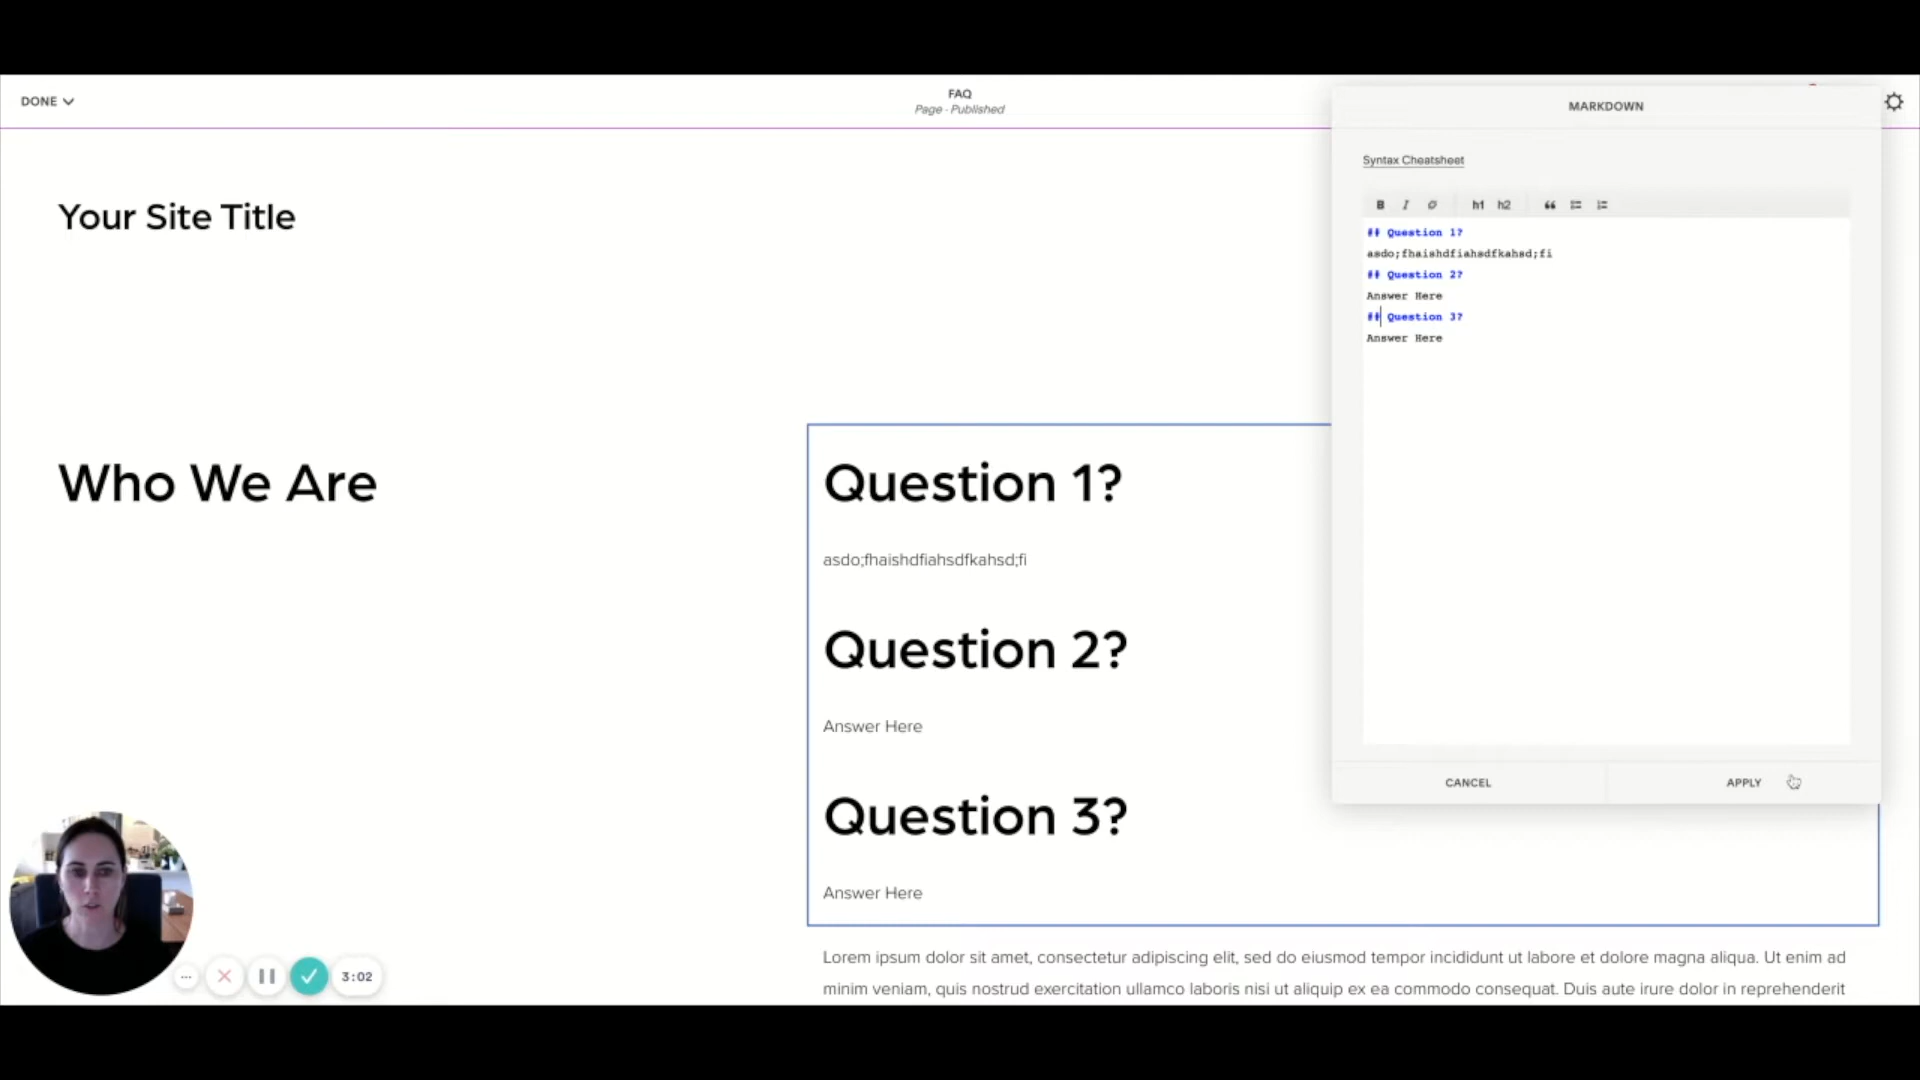 DONE
FAQ
Page · Published
MARKDOWN
Syntax Cheatsheet
B I h1 h2
## Question 1?
asdo;fhaishdfiahsdfkahsd;fi
## Question 2?
Answer Here
## Question 3?
Answer Here
CANCEL
APPLY
Your Site Title
Who We Are
Question 1?
asdo;fhaishdfiahsdfkahsd;fi
Question 2?
Answer Here
Question 3?
Answer Here
Lorem ipsum dolor sit amet, consectetur adipiscing elit, sed do eiusmod tempor incididunt ut labore et dolore magna aliqua. Ut enim ad
minim veniam, quis nostrud exercitation ullamco laboris nisi ut aliquip ex ea commodo consequat. Duis aute irure dolor in reprehenderit
3:02